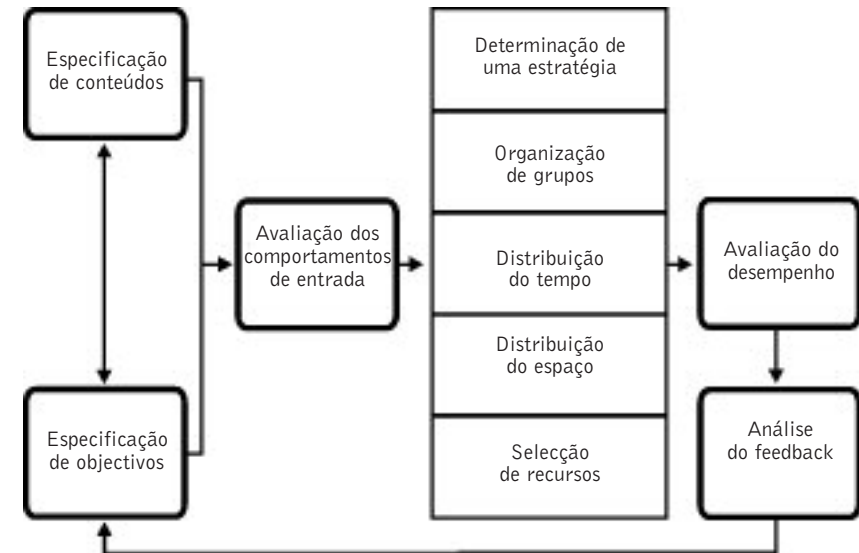 Especificação
de conteúdos
Especificação
de objectivos
Avaliação dos
comportamentos
de entrada
Determinação de
uma estratégia
Organização
de grupos
Distribuição
do tempo
Distribuição
do espaço
Selecção
de recursos
Avaliação do
desempenho
Análise
do feedback